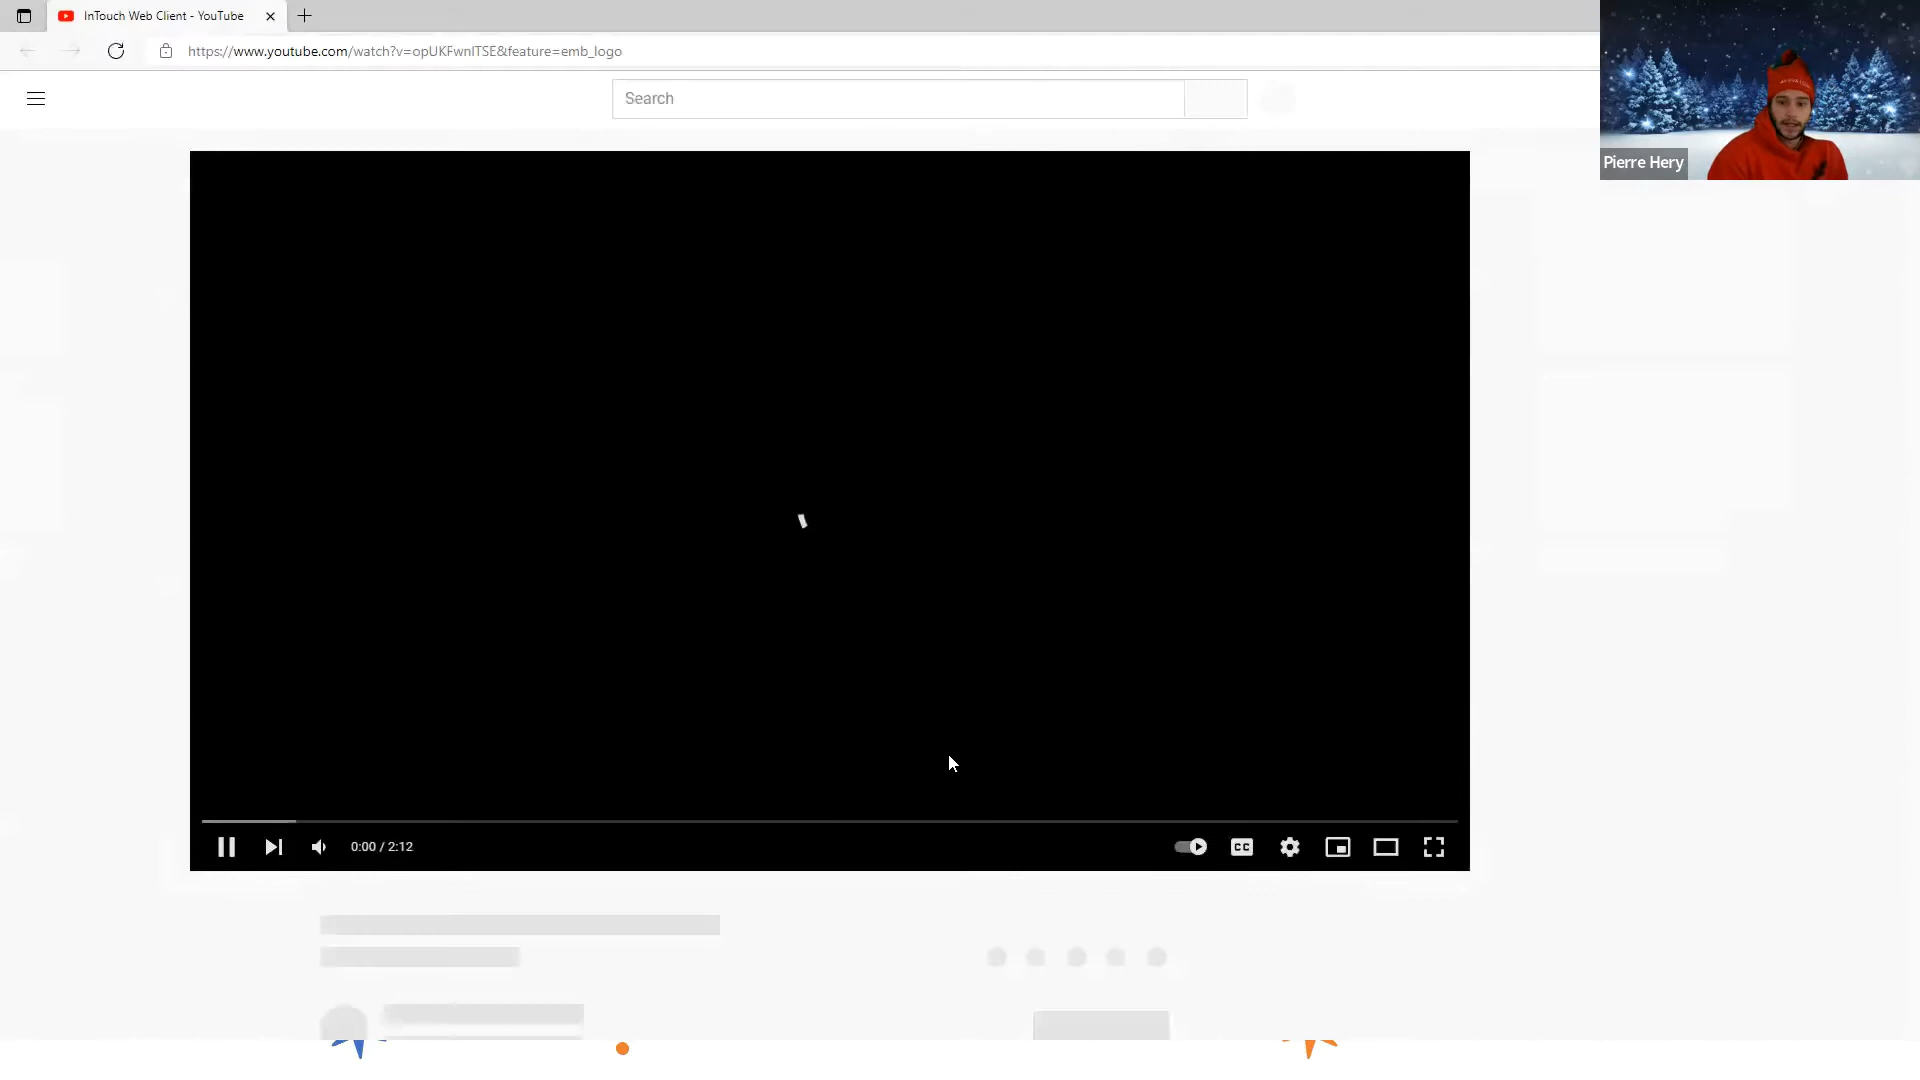 InTouch Web Client - YouTube
https://www.youtube.com/watch?v=opUKFwnlTSE&feature=emb_logo
Search
Pierre Hery
0:00 / 2:12
CC